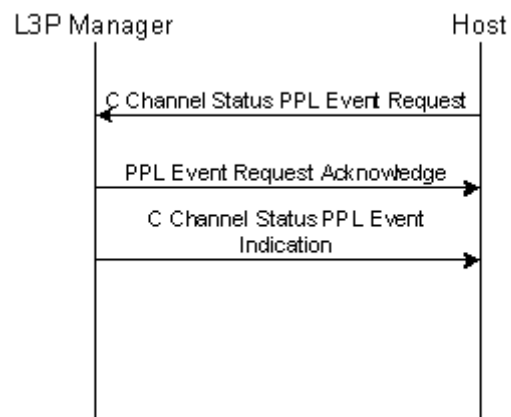 L3P Manager
Host
C Channel Status PPL Event Request
PPL Event Request Acknowledge
C Channel Status PPL Event
Indication